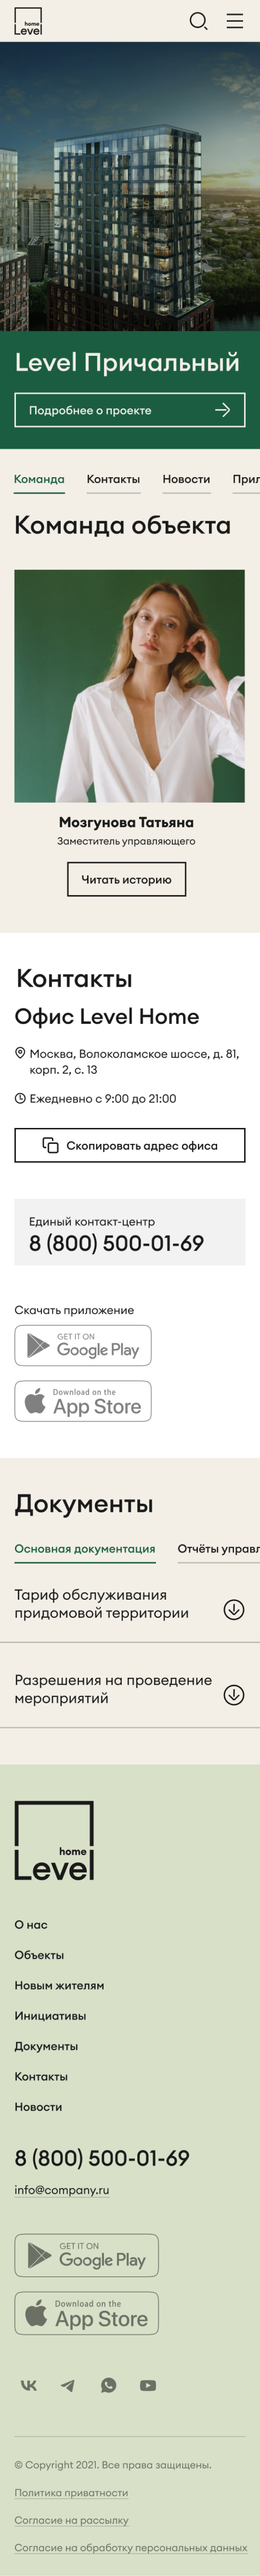 home
Level
Level Причальный
Подробнее о проекте
Команда Контакты Новости Прил
Команда объекта
Мозгунова Татьяна
Заместитель управляющего
Читать историю
Контакты
Офис Level Home
Москва, Волоколамское шоссе, д. 81,
корп. 2, с. 13
Ежедневно с 9:00 до 21:00
Скопировать адрес офиса
Единый контакт-центр
8 (800) 500-01-69
Скачать приложение
GET IT ON
Google Play
Download on the
App Store
Документы
Основная документация Отчёты управл
Тариф обслуживания
придомовой территории
Разрешения на проведение
мероприятий
home
Level
О нас
Объекты
Новым жителям
Инициативы
Документы
Контакты
Новости
8 (800) 500-01-69
info@company.ru
GET IT ON
Google Play
Download on the
App Store
© Copyright 2021. Все права защищены.
Политика приватности
Согласие на рассылку
Согласие на обработку персональных данных